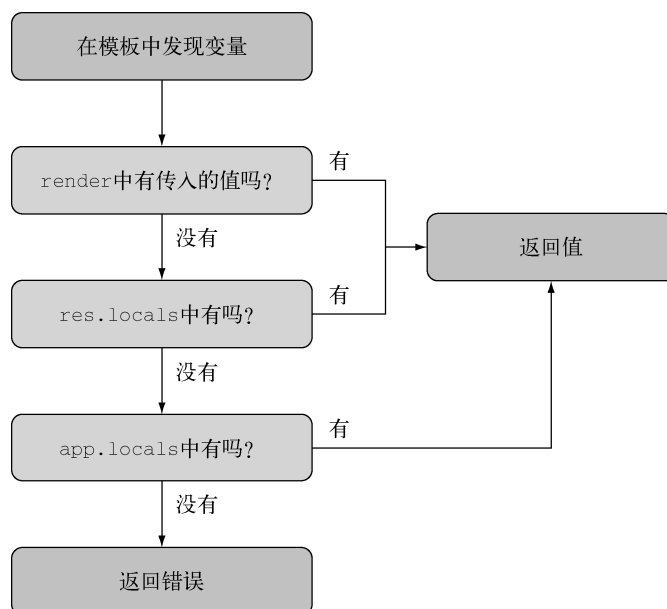 在模板中发现变量
render中有传入的值吗?
有
没有
返回值
res.locals中有吗?
有
没有
app.locals中有吗?
有
没有
返回错误